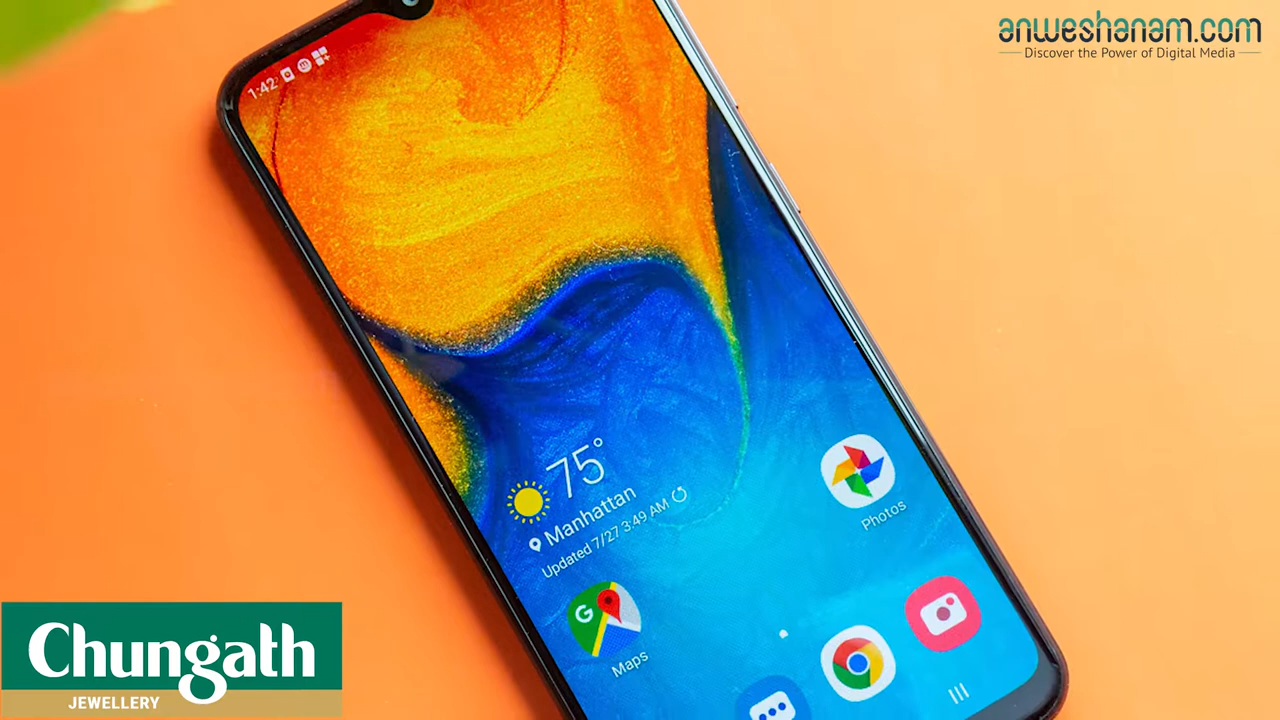 anweshanam.com
Discover the Power of Digital Media
1:42
75°
Manhattan
Updated 7/27 3:49 AM
Photos
G
Maps
Chungath
JEWELLERY